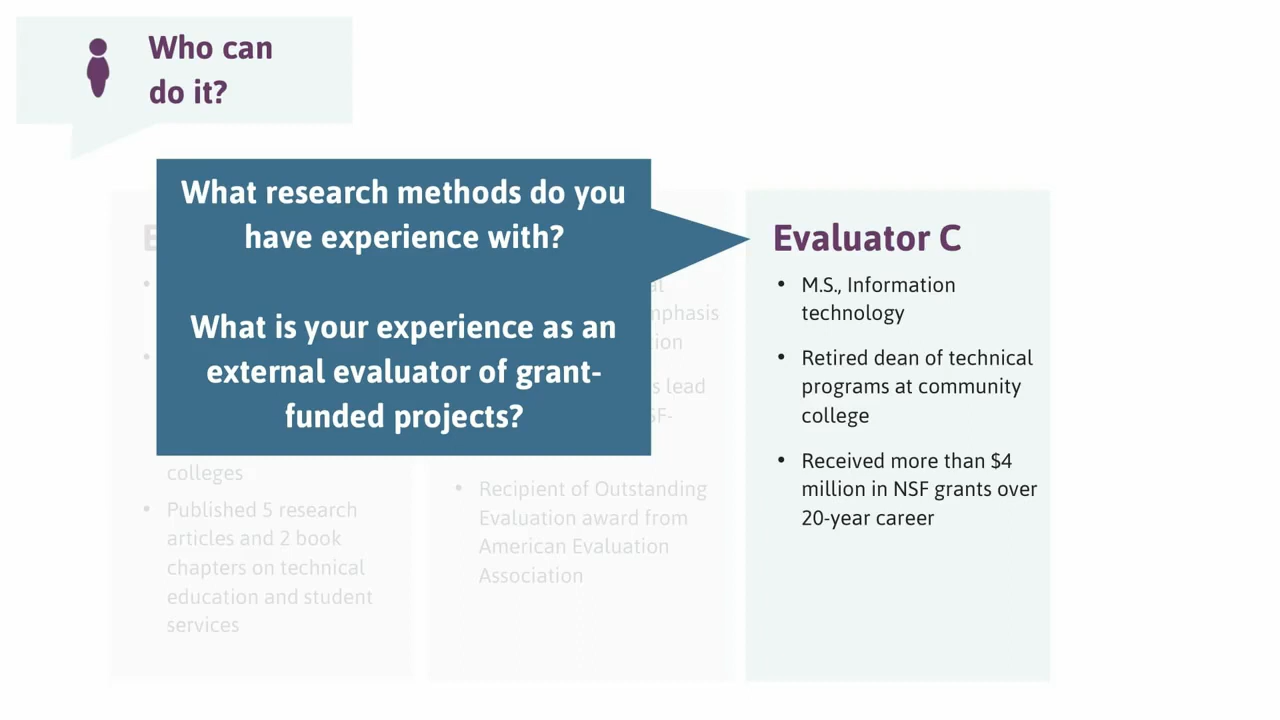 Who can
do it?
What research methods do you
have experience with?
What is your experience as an
external evaluator of grant-
funded projects?
colleges
• Published 5 research
articles and 2 book
chapters on technical
education and student
services
lead
• Recipient of Outstanding
Evaluation award from
American Evaluation
Association
Evaluator C
• M.S., Information
technology
• Retired dean of technical
programs at community
college
• Received more than $4
million in NSF grants over
20-year career